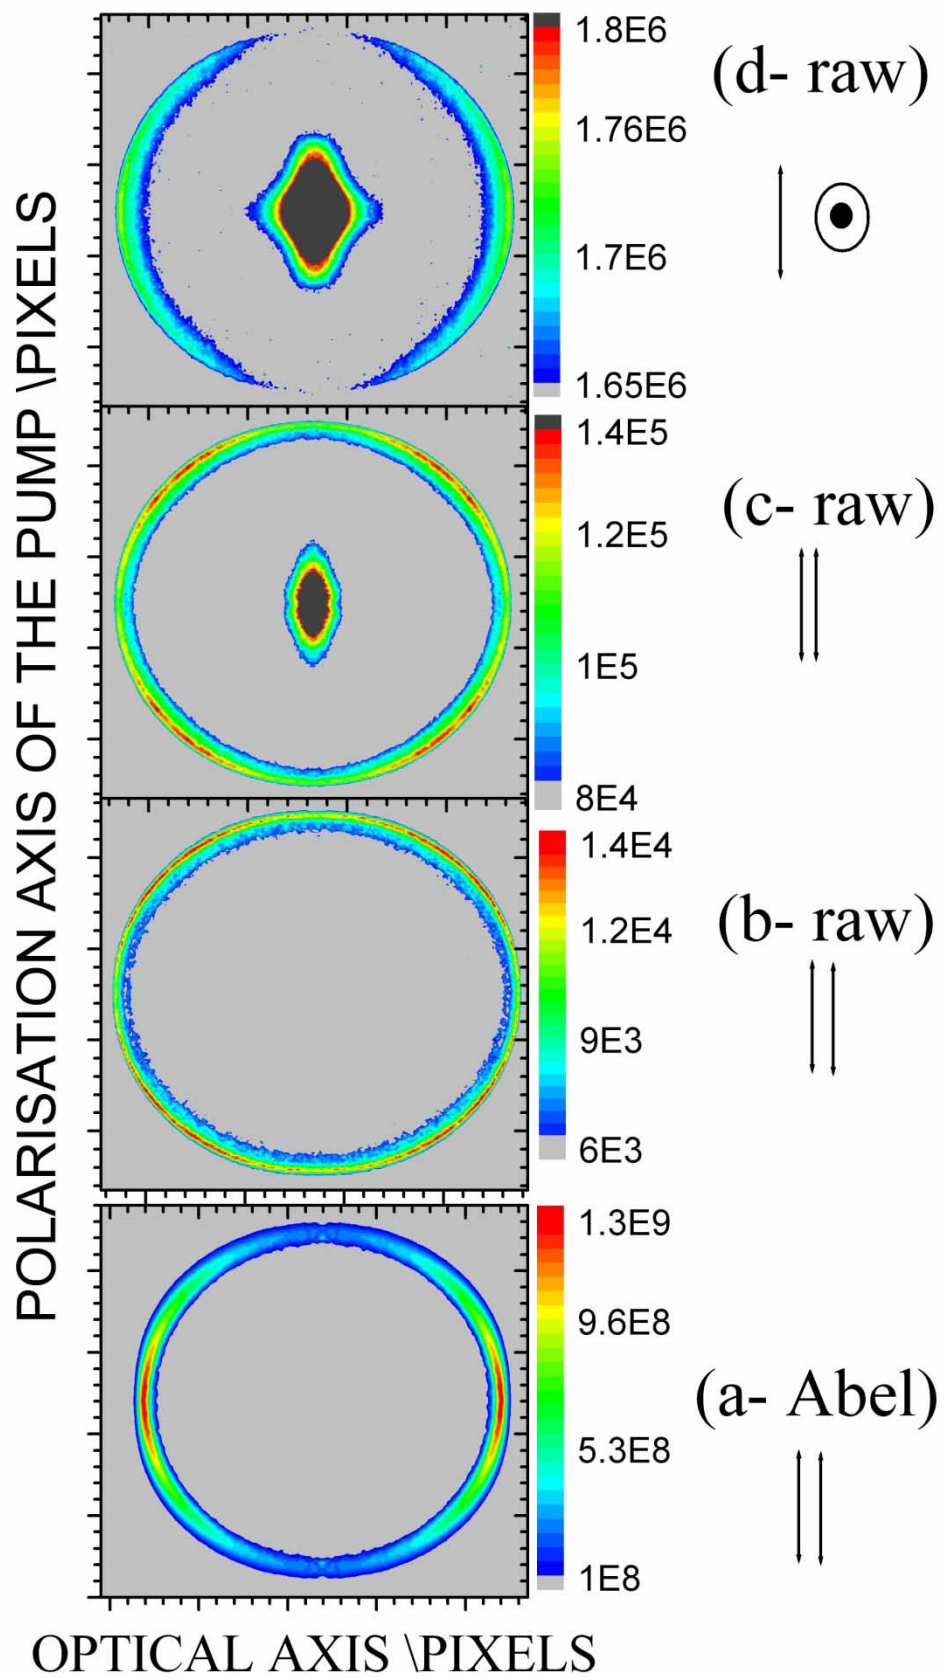 POLARISATION AXIS OF THE PUMP \PIXELS
1.8E6
1.76E6
1.7E6
1.65E6
(d- raw)
1.4E5
1.2E5
1E5
8E4
(c- raw)
1.4E4
1.2E4
9E3
6E3
(b- raw)
1.3E9
9.6E8
5.3E8
1E8
(a- Abel)
OPTICAL AXIS \PIXELS